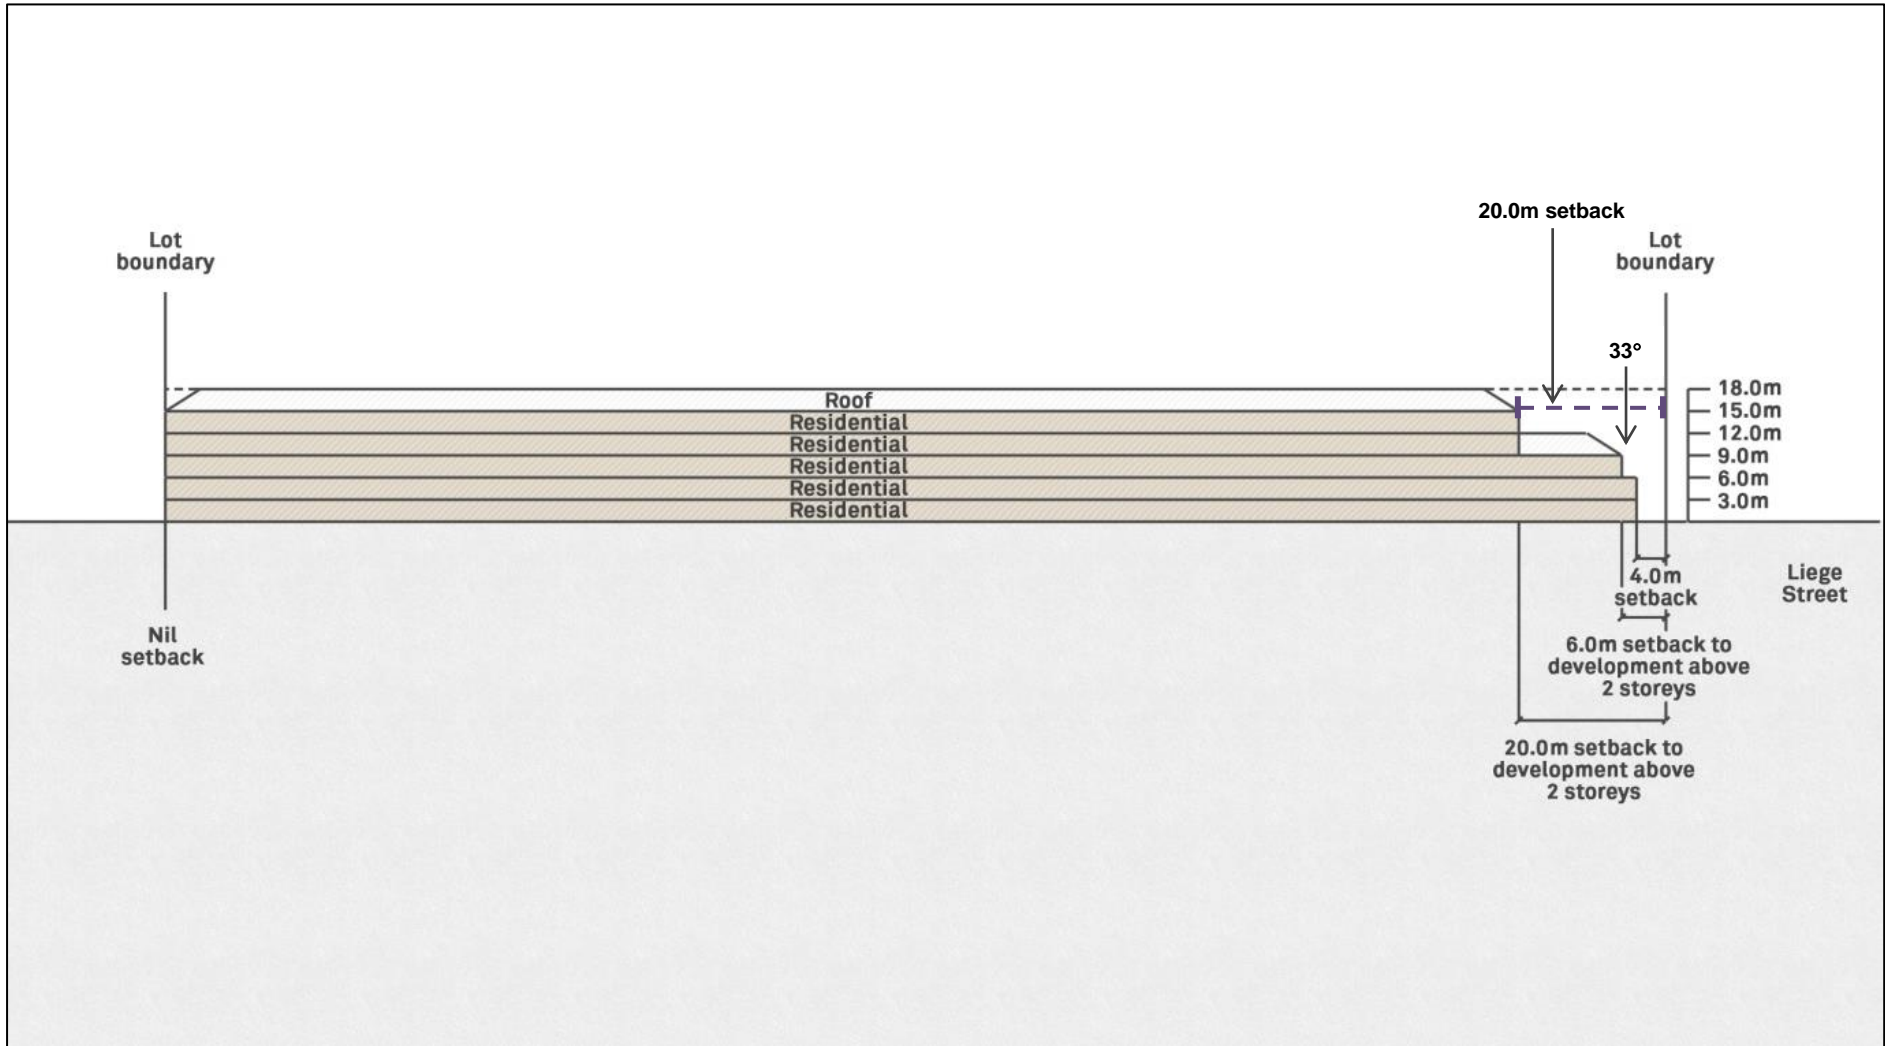 20.0m setback
Lot
boundary
Lot
boundary
33°
18.0m
Roof
15.0m
Residential
12.0m
Residential
9.0m
Residential
6.0m
Residential
3.0m
Residential
4.0m
setback
Liege
Street
Nil
setback
6.0m setback to
development above
2 storeys
20.0m setback to
development above
2 storeys